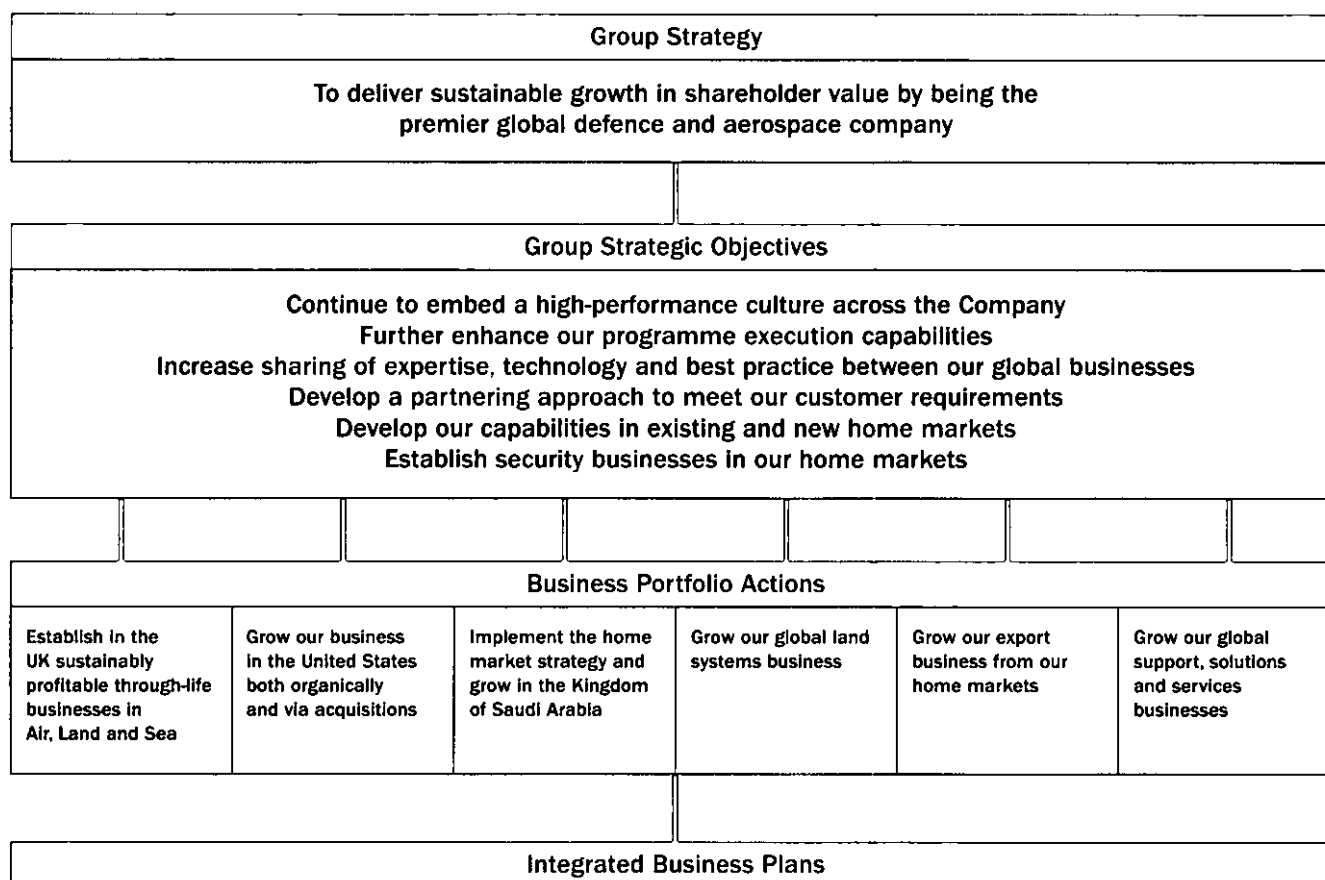 Group Strategy
To deliver sustainable growth in shareholder value by being the
premier global defence and aerospace company
Group Strategic Objectives
Continue to embed a high-performance culture across the Company
Further enhance our programme execution capabilities
Increase sharing of expertise, technology and best practice between our global businesses
Develop a partnering approach to meet our customer requirements
Develop our capabilities in existing and new home markets
Establish security businesses in our home markets
Business Portfolio Actions
Establish in the
UK sustainably
profitable through-life
businesses in
Air, Land and Sea
Grow our business
in the United States
both organically
and via acquisitions
Implement the home
market strategy and
grow in the Kingdom
of Saudi Arabia
Grow our global land
systems business
Grow our export
business from our
home markets
Grow our global
support, solutions
and services
businesses
Integrated Business Plans